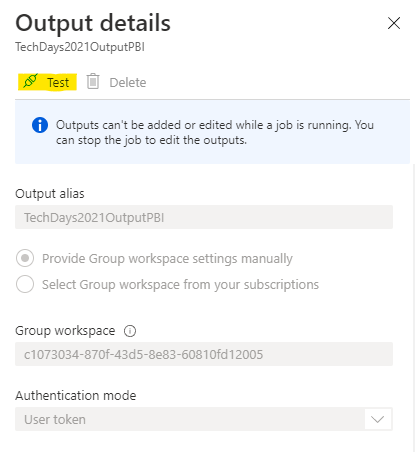 Output details
TechDays2021OutputPBI
Test Delete
Outputs can't be added or edited while a job is running. You
can stop the job to edit the outputs.
Output alias
TechDays2021OutputPBI
Provide Group workspace settings manually
Select Group workspace from your subscriptions
Group workspace
c1073034-870f-43d5-8e83-60810fd12005
Authentication mode
User token